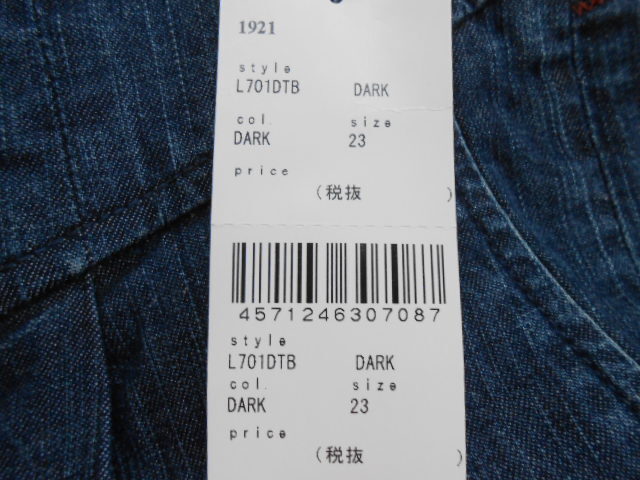 1921
style
L701DTB DARK
col. size
DARK 23
price
(税抜 )
4571246307087
style
L701DTB DARK
col. size
DARK 23
price
(税抜 )